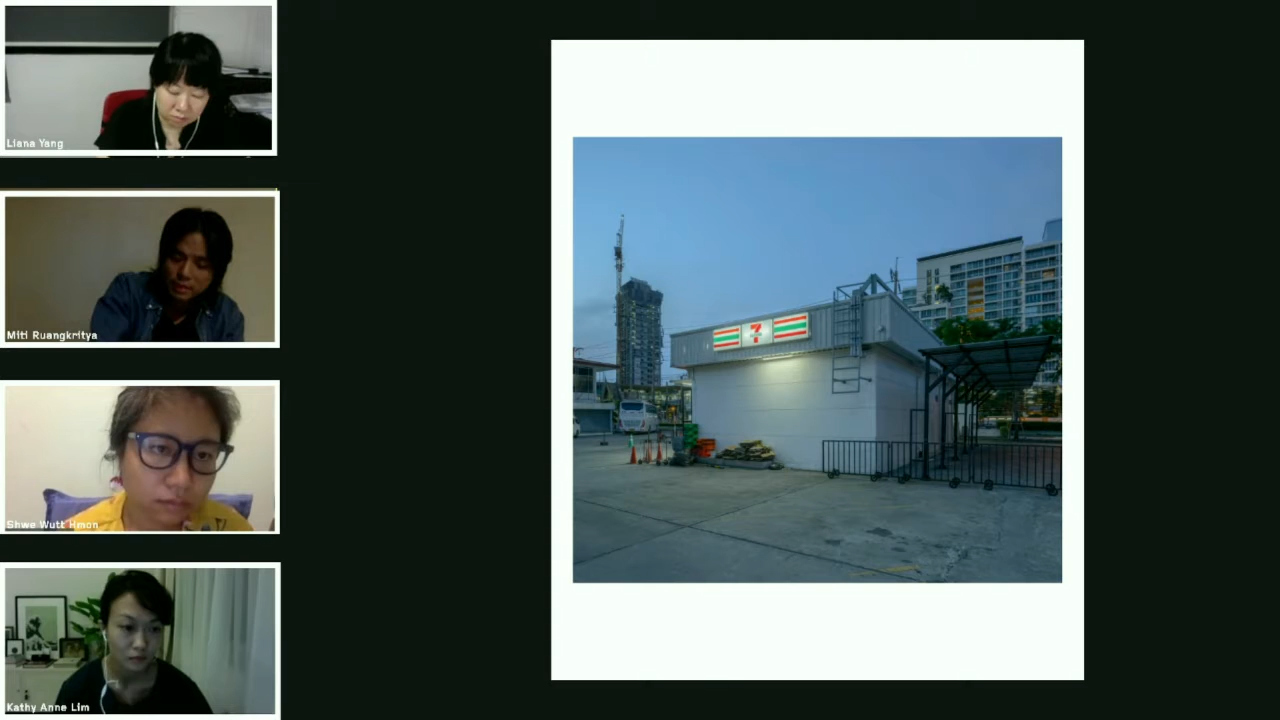 Liana Yang
Miti Ruangkritya
Shwe Wutt Hmon
Kathy Anne Lim
7